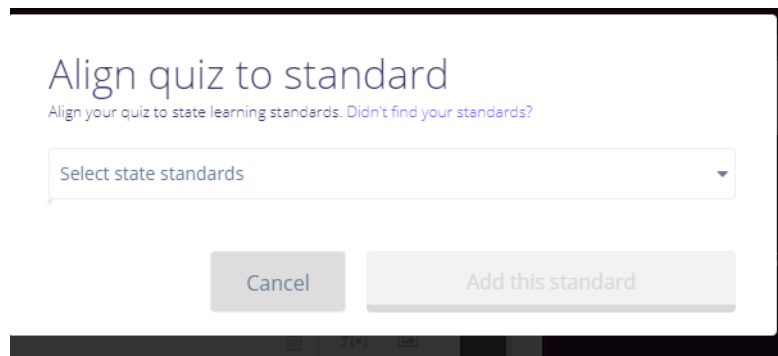 Align quiz to standard
Align your quiz to state learning standards. Didn't find your standards?
Select state standards
Cancel
Add this standard
f(x)